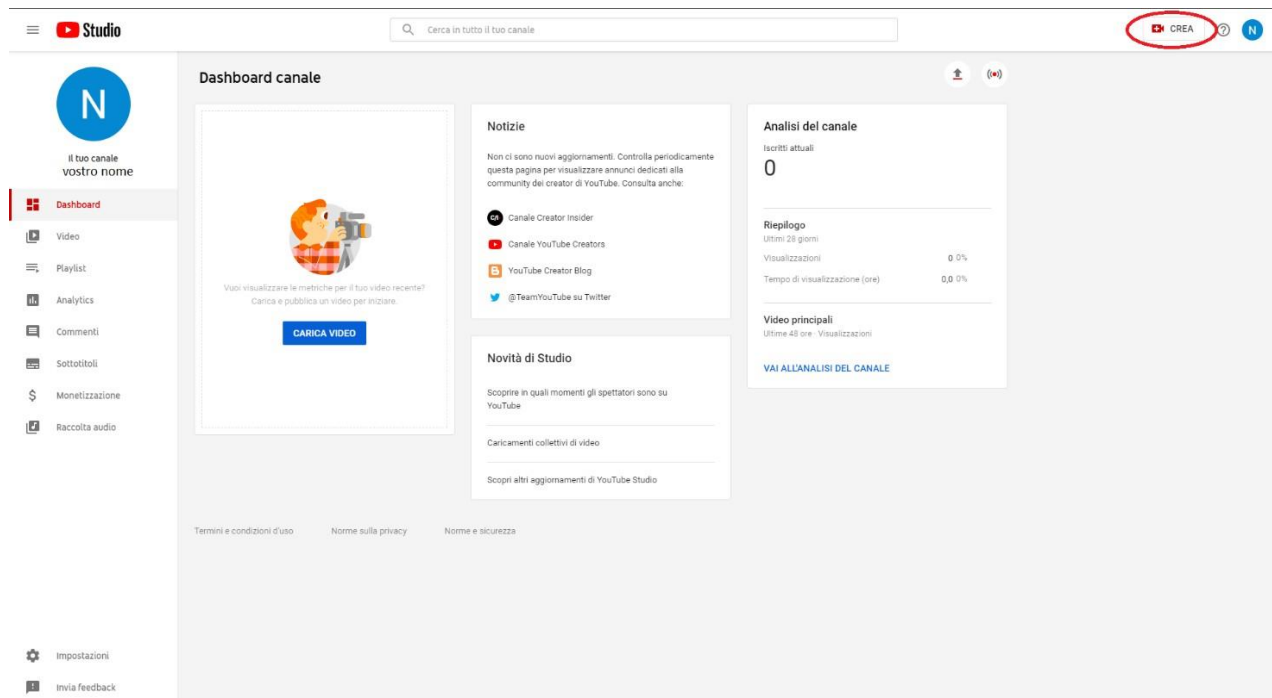 Studio
Cerca in tutto il tuo canale
CREA
N
N
Il tuo canale
vostro nome
Dashboard
Video
Playlist
Analytics
Commenti
Sottotitoli
Monetizzazione
Raccolta audio
Impostazioni
Invia feedback
Dashboard canale
Vuoi visualizzare le metriche per il tuo video recente?
Carica e pubblica un video per iniziare.
CARICA VIDEO
Notizie
Non ci sono nuovi aggiornamenti. Controlla periodicamente
questa pagina per visualizzare annunci dedicati alla
community dei creator di YouTube. Consulta anche:
Canale Creator Insider
Canale YouTube Creators
YouTube Creator Blog
@TeamYouTube su Twitter
Novità di Studio
Scoprire in quali momenti gli spettatori sono su
YouTube
Caricamenti collettivi di video
Scopri altri aggiornamenti di YouTube Studio
Analisi del canale
Iscritti attuali
0
Riepilogo
Ultimi 28 giorni
Visualizzazioni 0 0%
Tempo di visualizzazione (ore) 0,0 0%
Video principali
Ultime 48 ore · Visualizzazioni
VAI ALL'ANALISI DEL CANALE
Termini e condizioni d'uso Norme sulla privacy Norme e sicurezza